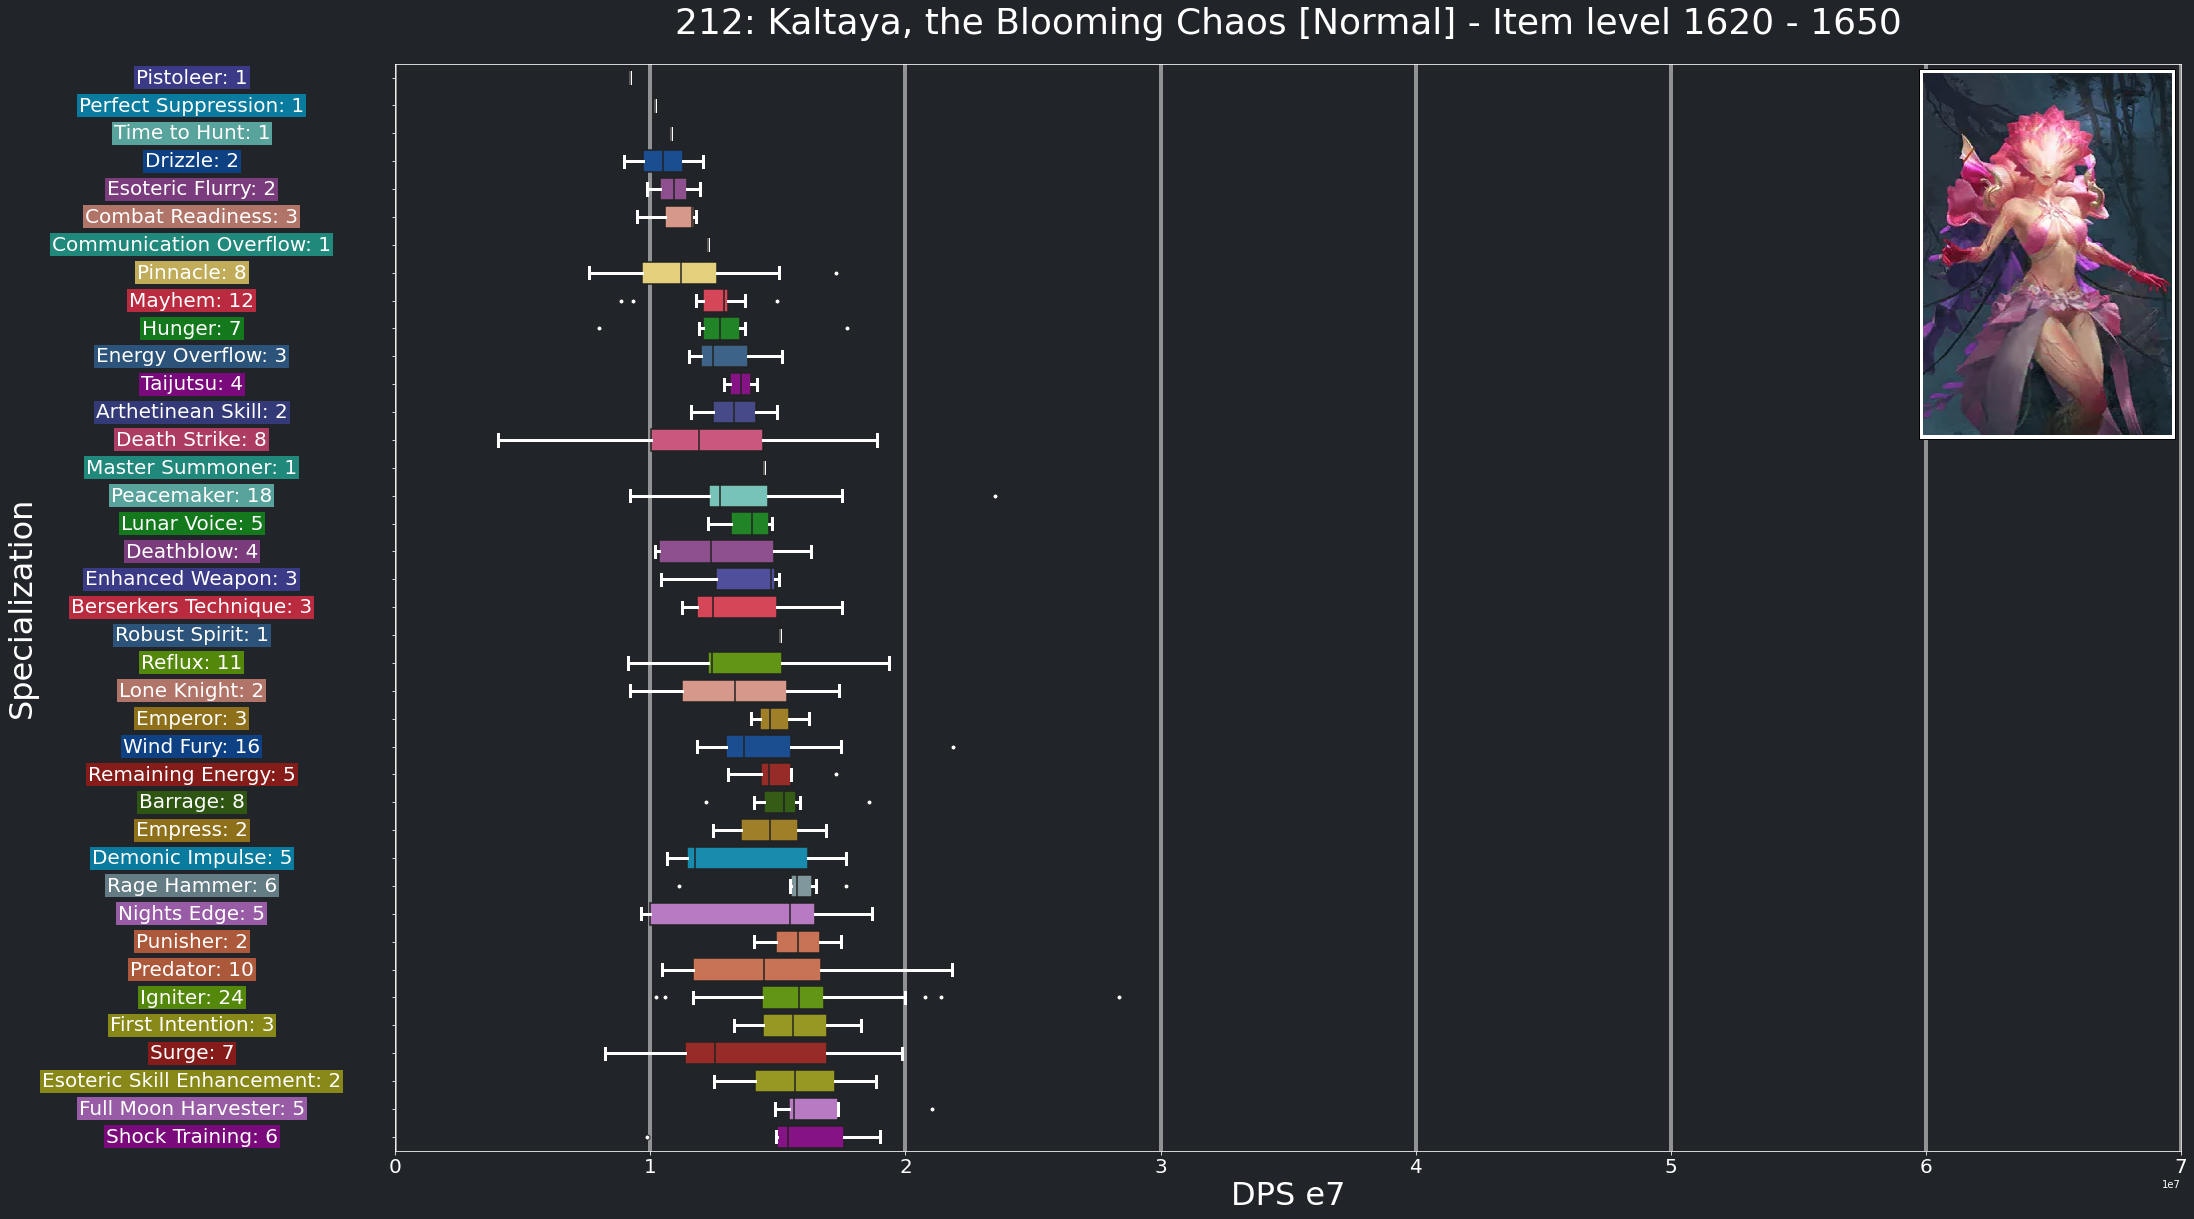 212: Kaltaya, the Blooming Chaos [Normal] - Item level 1620 - 1650
Specialization
Pistoleer: 1
Perfect Suppression: 1
Time to Hunt: 1
Drizzle: 2
Esoteric Flurry: 2
Combat Readiness: 3
Communication Overflow: 1
Pinnacle: 8
Mayhem: 12
Hunger: 7
Energy Overflow: 3
Taijutsu: 4
Arthetinean Skill: 2
Death Strike: 8
Master Summoner: 1
Peacemaker: 18
Lunar Voice: 5
Deathblow: 4
Enhanced Weapon: 3
Berserkers Technique: 3
Robust Spirit: 1
Reflux: 11
Lone Knight: 2
Emperor: 3
Wind Fury: 16
Remaining Energy: 5
Barrage: 8
Empress: 2
Demonic Impulse: 5
Rage Hammer: 6
Nights Edge: 5
Punisher: 2
Predator: 10
Igniter: 24
First Intention: 3
Surge: 7
Esoteric Skill Enhancement: 2
Full Moon Harvester: 5
Shock Training: 6
0 1 2 3 4 5 6 7
1e7
DPS e7